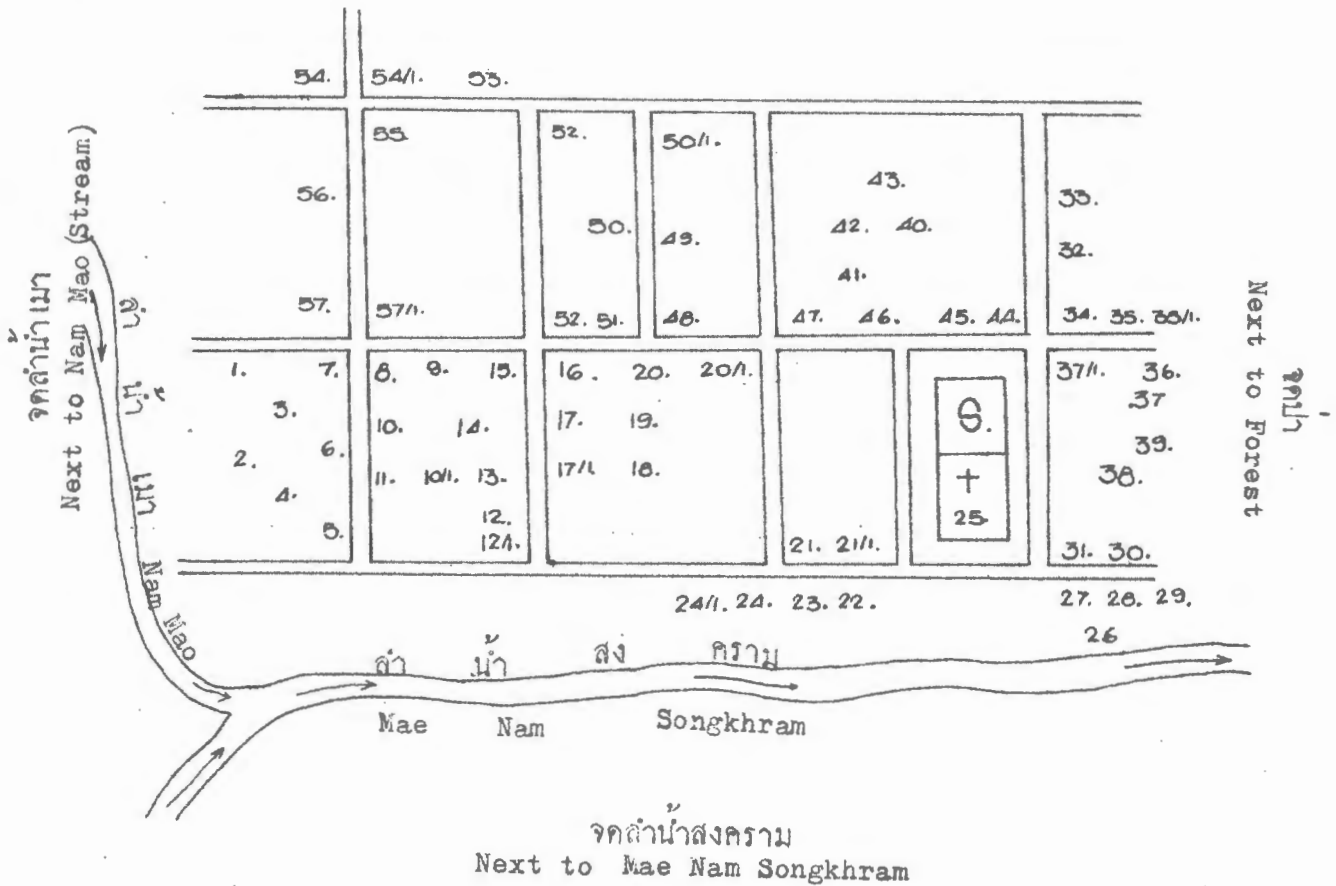 54. 54/1. 53.
55. 52. 50/1.
56. 43. 33.
50. 49. 42. 40. 32.
41.
57. 57/1. 52. 51. 48. 47. 46. 45. 44. 34. 35. 35/1.
1. 7. 8. 9. 15. 16. 20. 20/1. 37/1. 36.
3. 37
10. 14. 17. 19. S.
2. 6. 39.
11. 10/1. 13. 17/1. 18. 38.
4. 12. 25.
5. 12/1. 21. 21/1. 31. 30.
24/1. 24. 23. 22. 27. 28. 29.
26
จดลำน้ำเมา
Next to Nam Mao (Stream)
ลำ น้ำ เมา
Nam Mao
จดป่า
Next to Forest
ลำ น้ำ สง คราม
Mae Nam Songkhram
จดลำน้ำสงคราม
Next to Mae Nam Songkhram